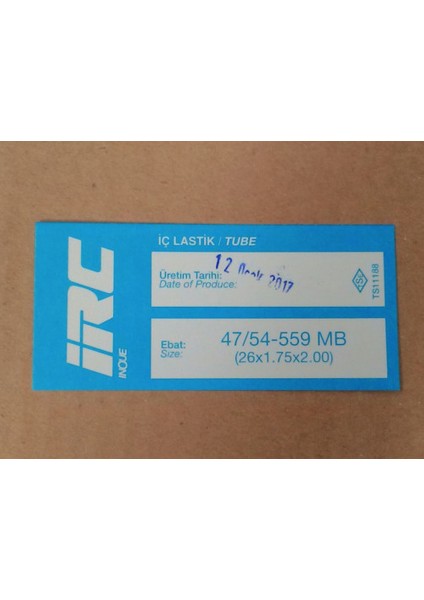 IRC
INOUE
İÇ LASTİK / TUBE
Üretim Tarihi:
Date of Produce:
12 Ocak 2017
TSE
TS11188
Ebat:
Size:
47/54-559 MB
(26x1.75x2.00)